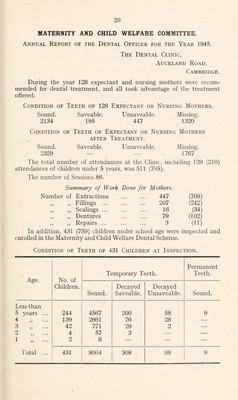 29
MATERNITY AND CHILD WELFARE COMMITTEE.
Annual Report of the Dental Officer for the Year 1945.
The Dental Clinic,
Auckland Road,
Cambridge.
During the year 128 expectant and nursing mothers were recom-
mended for dental treatment, and all took advantage of the treatment
offered.
Condition of Teeth of 128 Expectant or Nursing Mothers.
Sound. Saveable. Unsaveable. Missing.
2134 195 447 1320
Condition of Teeth of Expectant or Nursing Mothers
after Treatment.
Sound. Saveable. Unsaveable. Missing.
2329 — — 1767
The total number of attendances at the Clinic, including 129 (210)
attendances of children under 5 years, was 511 (785).
The number of Sessions 86.
Summary of Work Done for Mothers.
Number of Extractions ... ... 447 (708)
„ „ Fillings ... ... ... 207 (242)
„ „ Scalings ... ... ... 16 (34)
„ „ Dentures ... ... 79 (102)
„ „ Repairs ... ... ... 3 (11)
In addition, 431 (759) children under school age were inspected and
enrolled in the Maternity and Child Welfare Dental Scheme.
Condition of Teeth of 431 Children at Inspection.
Age. No. of Children. Temporary Teeth. Permanent Teeth.
Sound. Decayed Saveable. Decayed Unsaveable. Sound.
Less than
5 years ... 244 4567 200 58 9
4 „ ... 139 2661 76 28 —
3 „ ... 42 771 29 2 —
2 „ ... 4 57 3 — —
1 „ ... 2 8 — — —
Total ... 431 8064 308 88 9